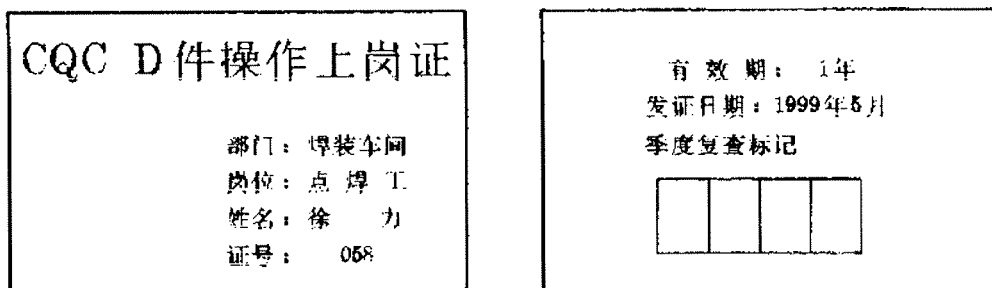 CQC D件操作上岗证
部门：焊装车间
岗位：点 焊 工
姓名：徐 力
证号： 058
有 效 期： 1年
发证日期：1999年5月
季度复查标记